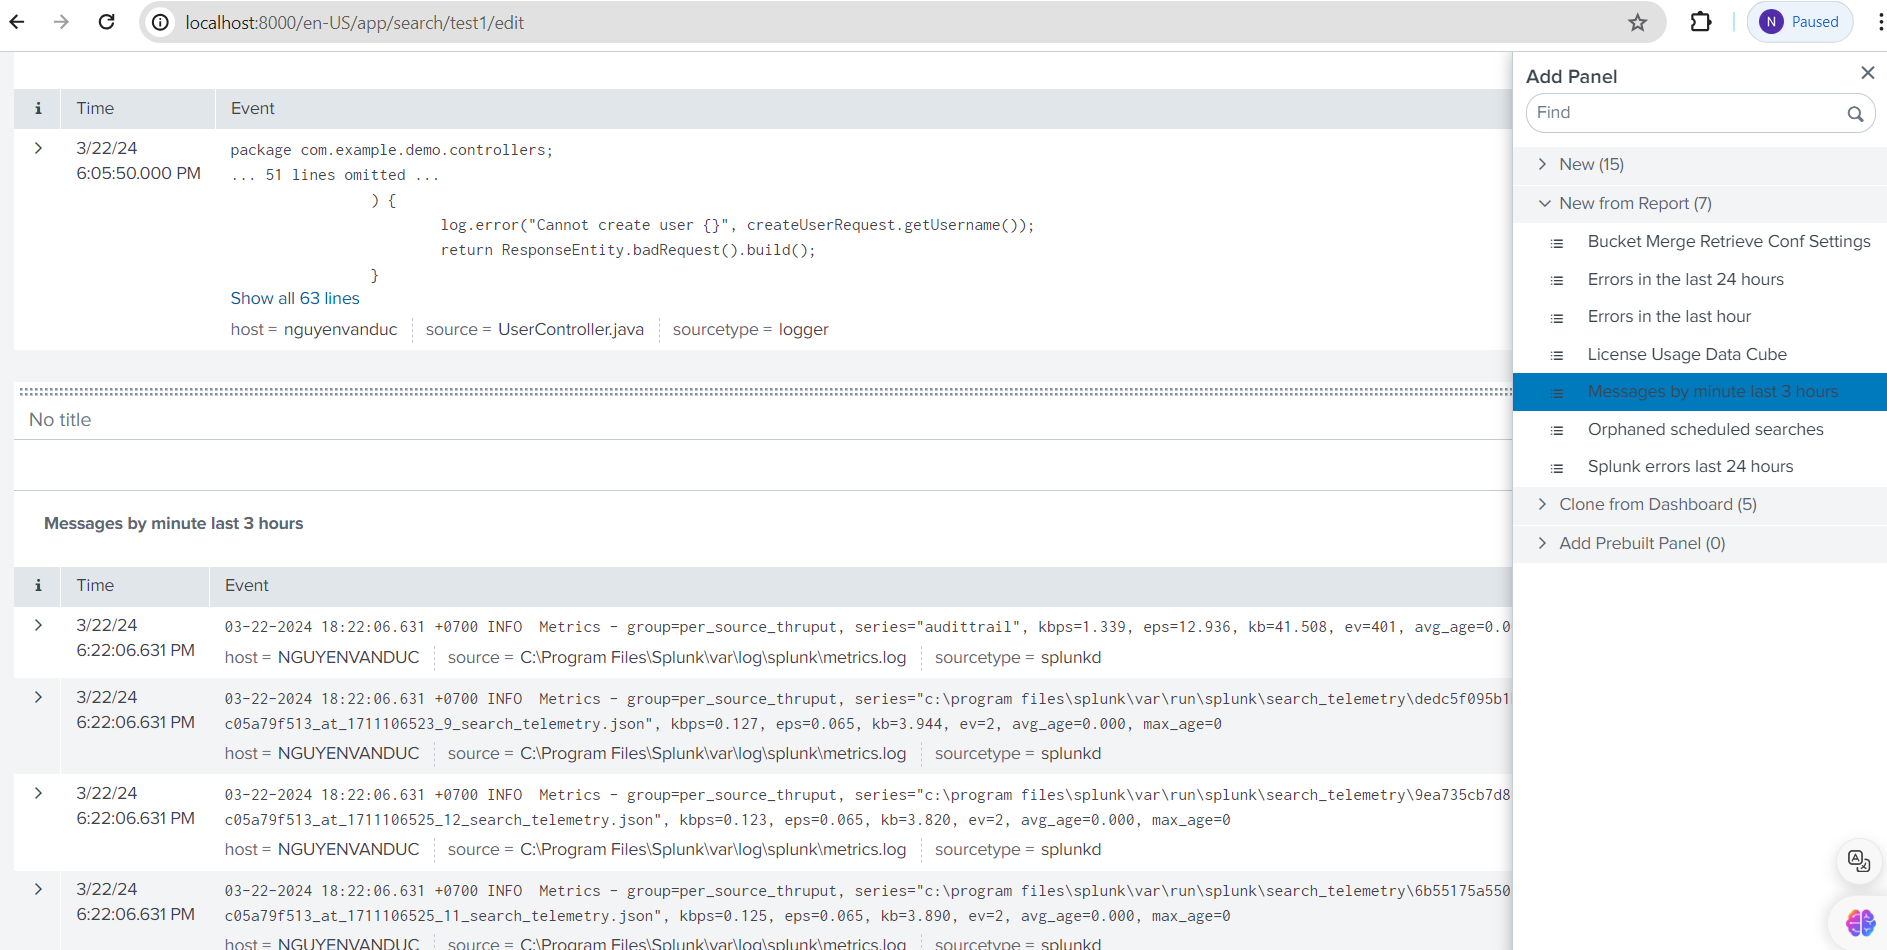 localhost:8000/en-US/app/search/test1/edit
N Paused
i Time Event
3/22/24
6:05:50.000 PM
package com.example.demo.controllers;
... 51 lines omitted ...
) {
log.error("Cannot create user {}", createUserRequest.getUsername());
return ResponseEntity.badRequest().build();
}
Show all 63 lines
host = nguyenvanduc source = UserController.java sourcetype = logger
No title
Messages by minute last 3 hours
i Time Event
3/22/24
6:22:06.631 PM
03-22-2024 18:22:06.631 +0700 INFO Metrics - group=per_source_thruput, series="audittrail", kbps=1.339, eps=12.936, kb=41.508, ev=401, avg_age=0.0
host = NGUYENVANDUC source = C:\Program Files\Splunk\var\log\splunk\metrics.log sourcetype = splunkd
3/22/24
6:22:06.631 PM
03-22-2024 18:22:06.631 +0700 INFO Metrics - group=per_source_thruput, series="c:\program files\splunk\var\run\splunk\search_telemetry\dedc5f095b1
c05a79f513_at_1711106523_9_search_telemetry.json", kbps=0.127, eps=0.065, kb=3.944, ev=2, avg_age=0.000, max_age=0
host = NGUYENVANDUC source = C:\Program Files\Splunk\var\log\splunk\metrics.log sourcetype = splunkd
3/22/24
6:22:06.631 PM
03-22-2024 18:22:06.631 +0700 INFO Metrics - group=per_source_thruput, series="c:\program files\splunk\var\run\splunk\search_telemetry\9ea735cb7d8
c05a79f513_at_1711106525_12_search_telemetry.json", kbps=0.123, eps=0.065, kb=3.820, ev=2, avg_age=0.000, max_age=0
host = NGUYENVANDUC source = C:\Program Files\Splunk\var\log\splunk\metrics.log sourcetype = splunkd
3/22/24
6:22:06.631 PM
03-22-2024 18:22:06.631 +0700 INFO Metrics - group=per_source_thruput, series="c:\program files\splunk\var\run\splunk\search_telemetry\6b55175a550
c05a79f513_at_1711106525_11_search_telemetry.json", kbps=0.125, eps=0.065, kb=3.890, ev=2, avg_age=0.000, max_age=0
host = NGUYENVANDUC source = C:\Program Files\Splunk\var\log\splunk\metrics.log sourcetype = splunkd
Add Panel
Find
New (15)
New from Report (7)
Bucket Merge Retrieve Conf Settings
Errors in the last 24 hours
Errors in the last hour
License Usage Data Cube
Messages by minute last 3 hours
Orphaned scheduled searches
Splunk errors last 24 hours
Clone from Dashboard (5)
Add Prebuilt Panel (0)